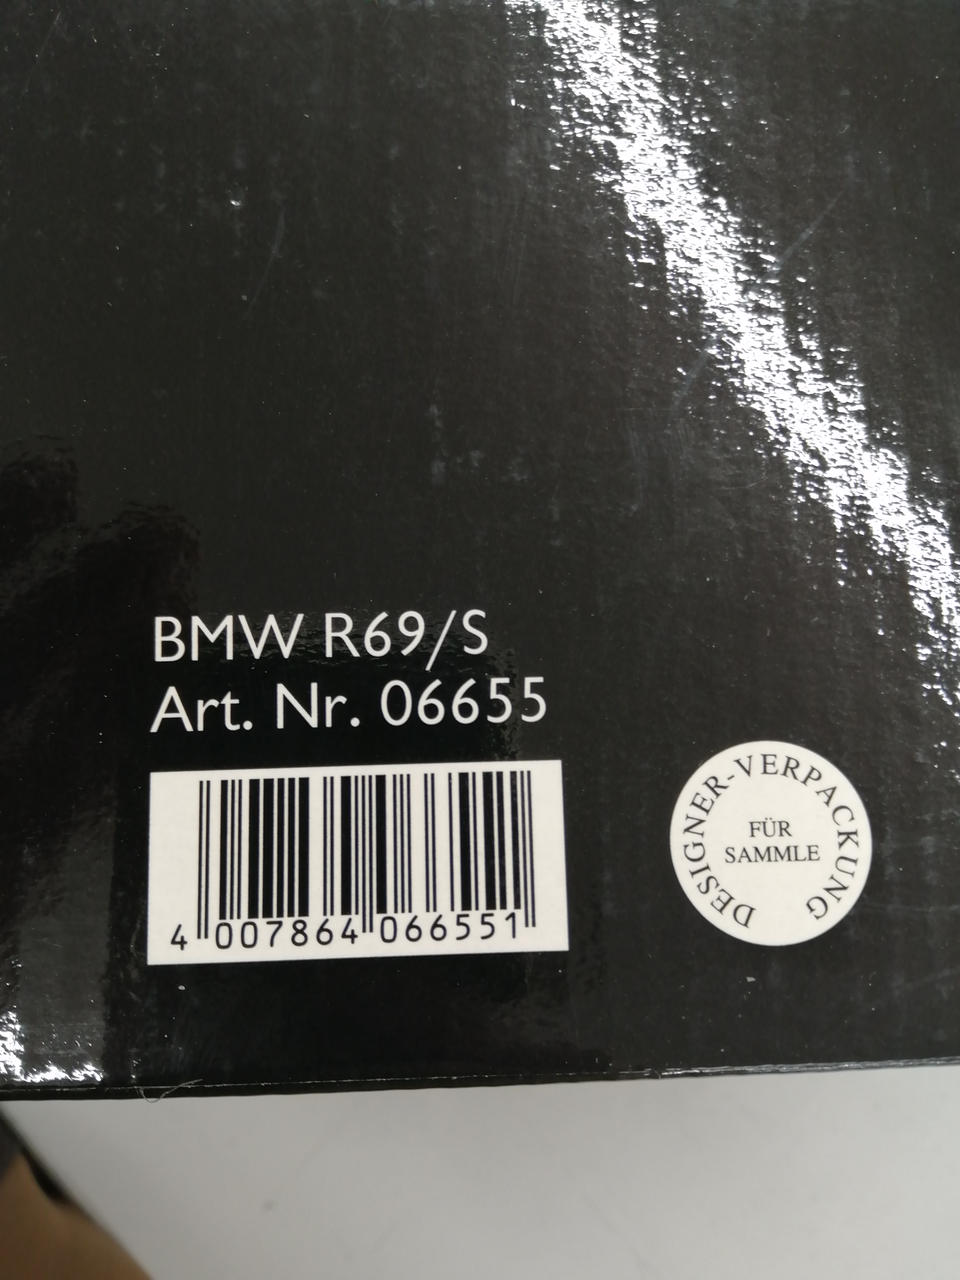 BMW R69/S
Art. Nr. 06655
4 007864 066551
DESIGNER-VERPACKUNG
FÜR
SAMMLE